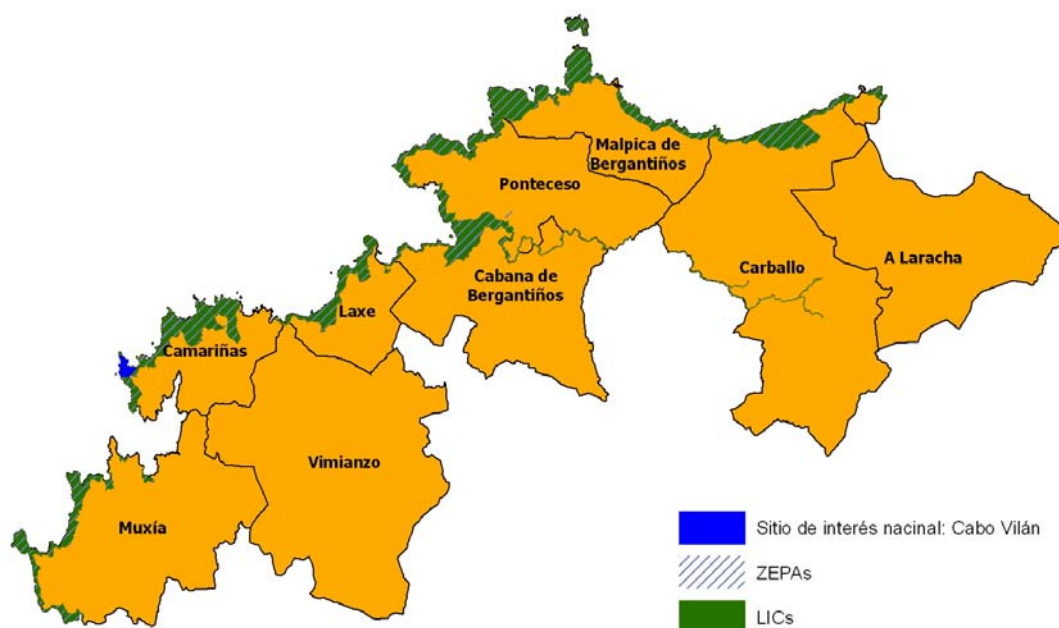 Malpica de
Bergantiños
Ponteceso
A Laracha
Carballo
Cabana de
Bergantiños
Laxe
Camariñas
Vimianzo
Muxía
Sitio de interés nacinal: Cabo Vilán
ZEPAs
LICs